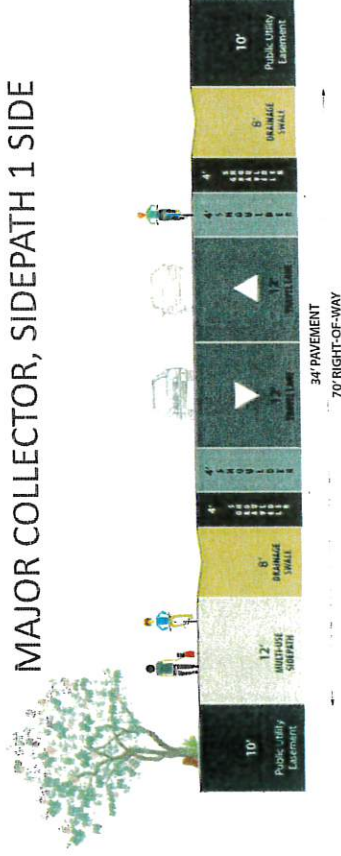 MAJOR COLLECTOR, SIDEPATH 1 SIDE
10'
Public Utility
Easement
12'
MULTI-USE
SIDEPATH
8'
DRAINAGE
SWALE
4'
4'
SHOULDER
12'
TRAVEL LANE
12'
TRAVEL LANE
4'
SHOULDER
4'
8'
DRAINAGE
SWALE
10'
Public Utility
Easement
34' PAVEMENT
70' RIGHT-OF-WAY